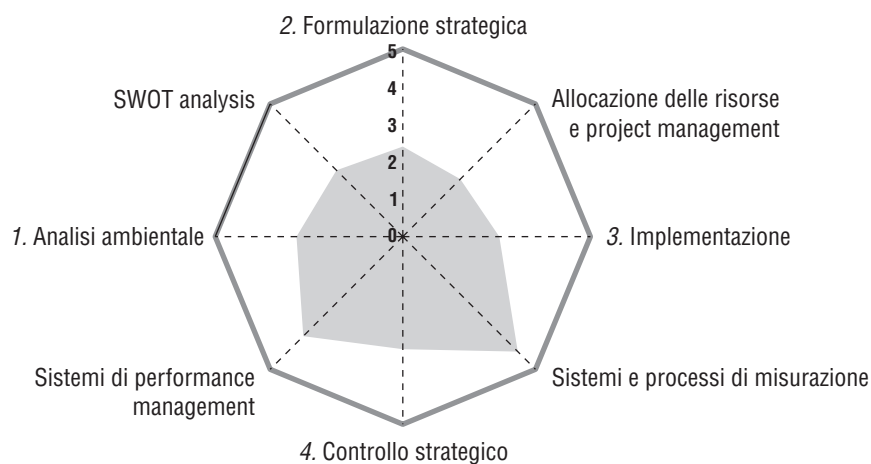 2. Formulazione strategica
5
4
3
2
1
0
SWOT analysis
Allocazione delle risorse
e project management
1. Analisi ambientale
3. Implementazione
Sistemi di performance
management
Sistemi e processi di misurazione
4. Controllo strategico